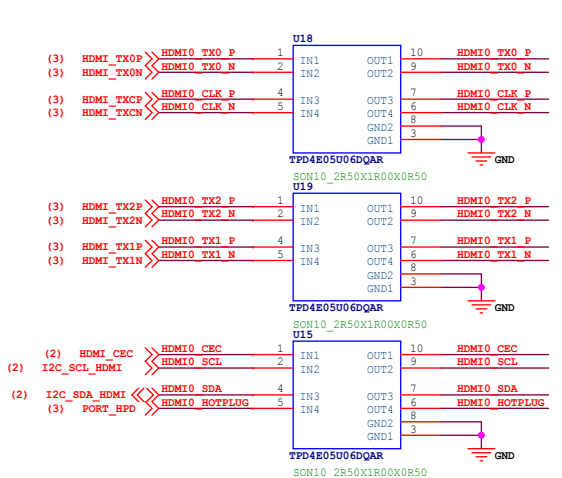 U18
(3) HDMI_TX0P HDMI0_TX0_P 1 IN1 OUT1 10 HDMI0_TX0_P
(3) HDMI_TX0N HDMI0_TX0_N 2 IN2 OUT2 9 HDMI0_TX0_N
(3) HDMI_TXCP HDMI0_CLK_P 4 IN3 OUT3 7 HDMI0_CLK_P
(3) HDMI_TXCN HDMI0_CLK_N 5 IN4 OUT4 6 HDMI0_CLK_N
GND2 8
GND1 3
TPD4E05U06DQAR GND
SON10_2R50X1R00X0R50
U19
(3) HDMI_TX2P HDMI0_TX2_P 1 IN1 OUT1 10 HDMI0_TX2_P
(3) HDMI_TX2N HDMI0_TX2_N 2 IN2 OUT2 9 HDMI0_TX2_N
(3) HDMI_TX1P HDMI0_TX1_P 4 IN3 OUT3 7 HDMI0_TX1_P
(3) HDMI_TX1N HDMI0_TX1_N 5 IN4 OUT4 6 HDMI0_TX1_N
GND2 8
GND1 3
TPD4E05U06DQAR GND
SON10_2R50X1R00X0R50
U15
(2) HDMI_CEC HDMI0_CEC 1 IN1 OUT1 10 HDMI0_CEC
(2) I2C_SCL_HDMI HDMI0_SCL 2 IN2 OUT2 9 HDMI0_SCL
(2) I2C_SDA_HDMI HDMI0_SDA 4 IN3 OUT3 7 HDMI0_SDA
(3) PORT_HPD HDMI0_HOTPLUG 5 IN4 OUT4 6 HDMI0_HOTPLUG
GND2 8
GND1 3
TPD4E05U06DQAR GND
SON10_2R50X1R00X0R50